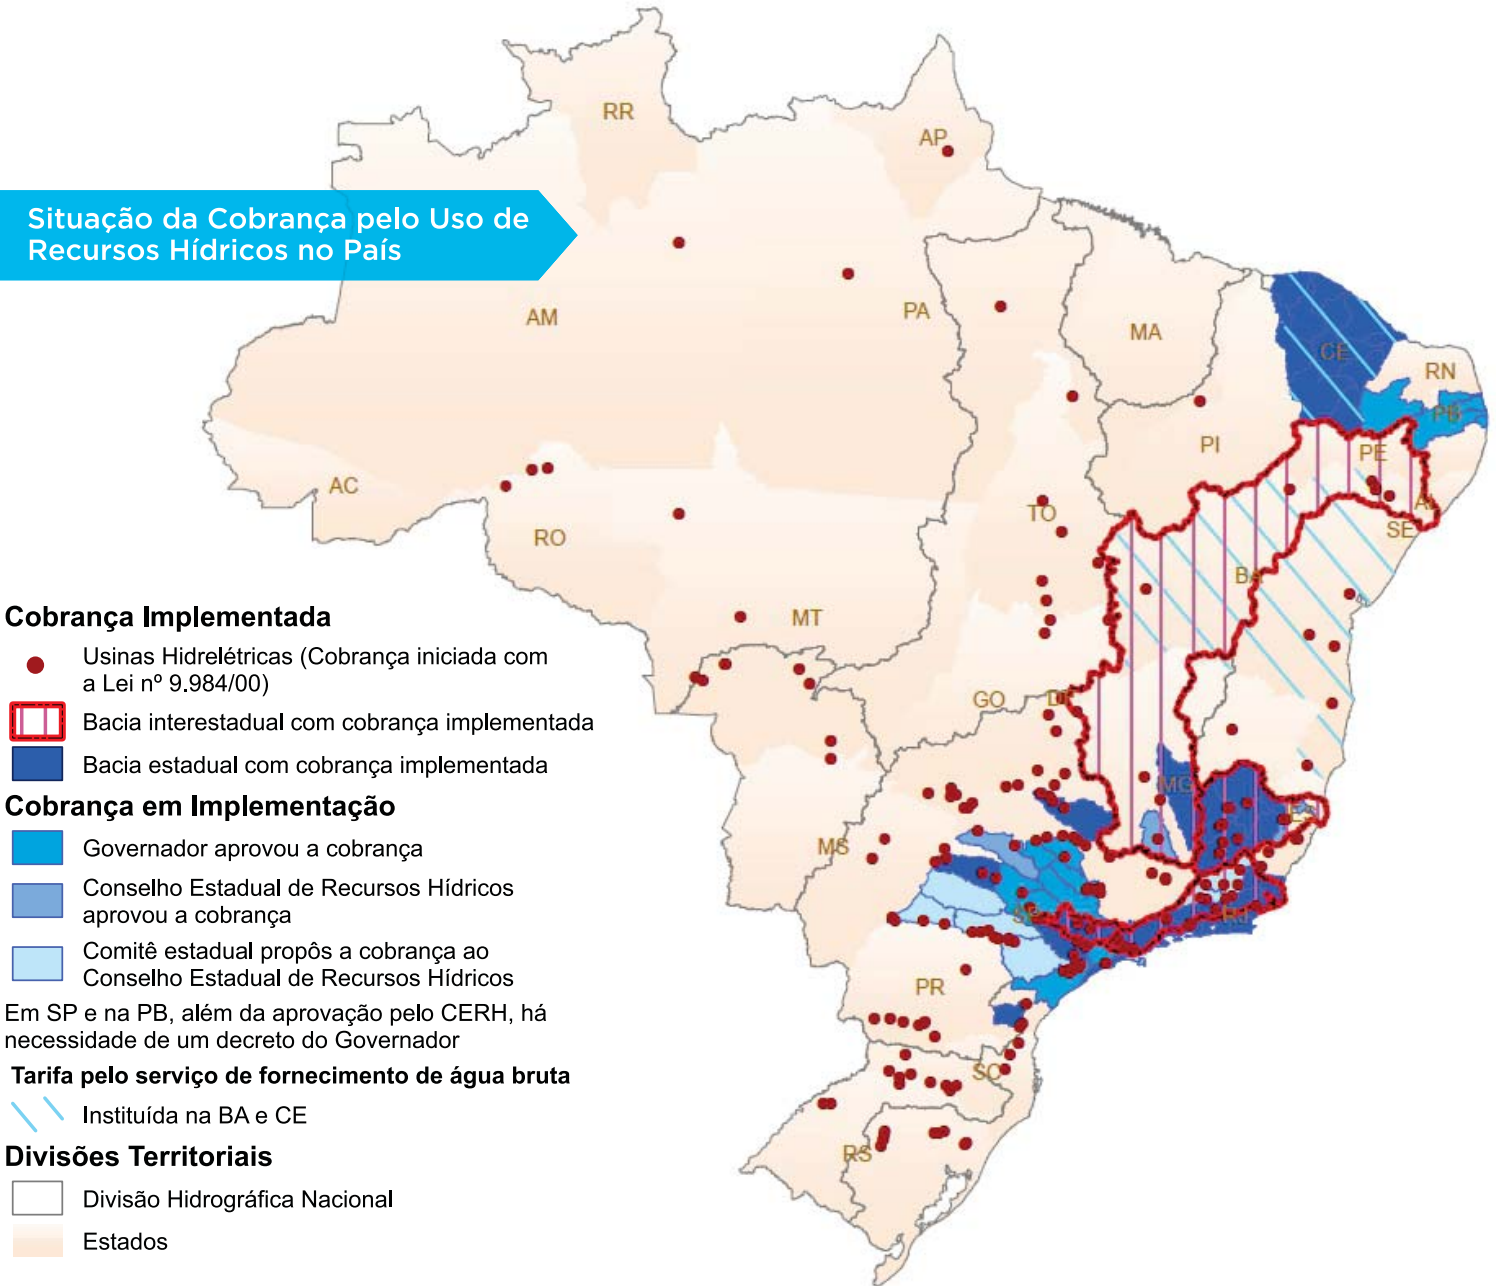 Situação da Cobrança pelo Uso de
Recursos Hídricos no País
RR
AP
AM
PA
MA
CE
RN
PB
PI
PE
AC
AL
SE
TO
RO
BA
MT
GO
DF
MG
ES
MS
SP
RJ
PR
SC
RS
Cobrança Implementada
Usinas Hidrelétricas (Cobrança iniciada com
a Lei nº 9.984/00)
Bacia interestadual com cobrança implementada
Bacia estadual com cobrança implementada
Cobrança em Implementação
Governador aprovou a cobrança
Conselho Estadual de Recursos Hídricos
aprovou a cobrança
Comitê estadual propôs a cobrança ao
Conselho Estadual de Recursos Hídricos
Em SP e na PB, além da aprovação pelo CERH, há
necessidade de um decreto do Governador
Tarifa pelo serviço de fornecimento de água bruta
Instituída na BA e CE
Divisões Territoriais
Divisão Hidrográfica Nacional
Estados